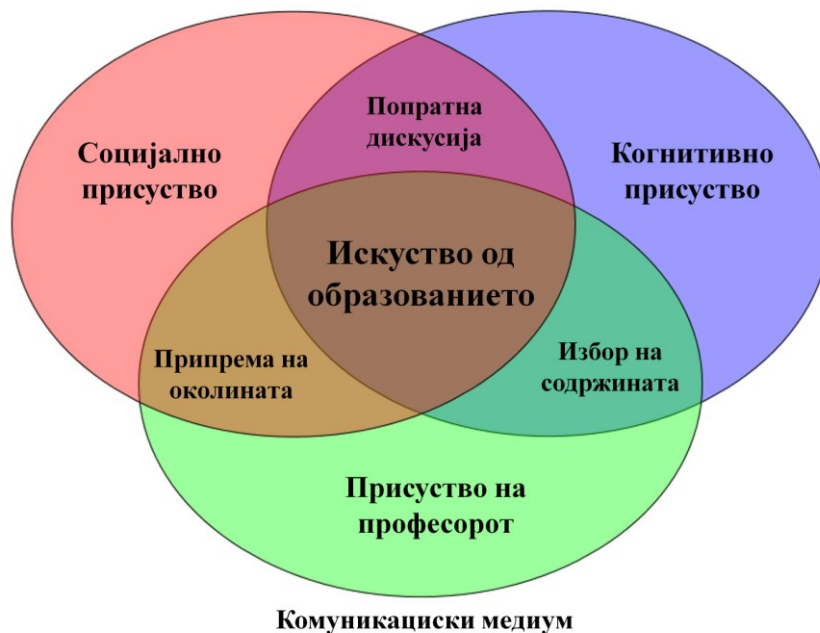 Попратна
дискусија
Социјално
присуство
Когнитивно
присуство
Искуство од
образованието
Припрема на
околината
Избор на
содржината
Присуство на
професорот
Комуникациски медиум